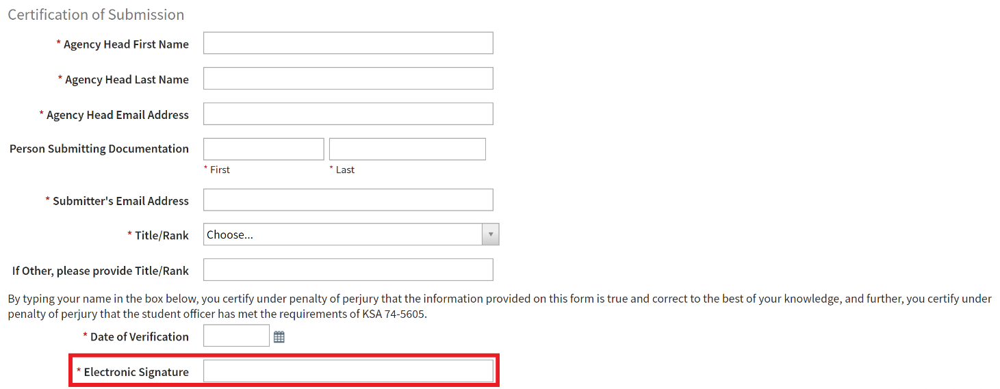 Certification of Submission
* Agency Head First Name
* Agency Head Last Name
* Agency Head Email Address
Person Submitting Documentation
* First * Last
* Submitter's Email Address
* Title/Rank Choose...
If Other, please provide Title/Rank
By typing your name in the box below, you certify under penalty of perjury that the information provided on this form is true and correct to the best of your knowledge, and further, you certify under
penalty of perjury that the student officer has met the requirements of KSA 74-5605.
* Date of Verification
* Electronic Signature